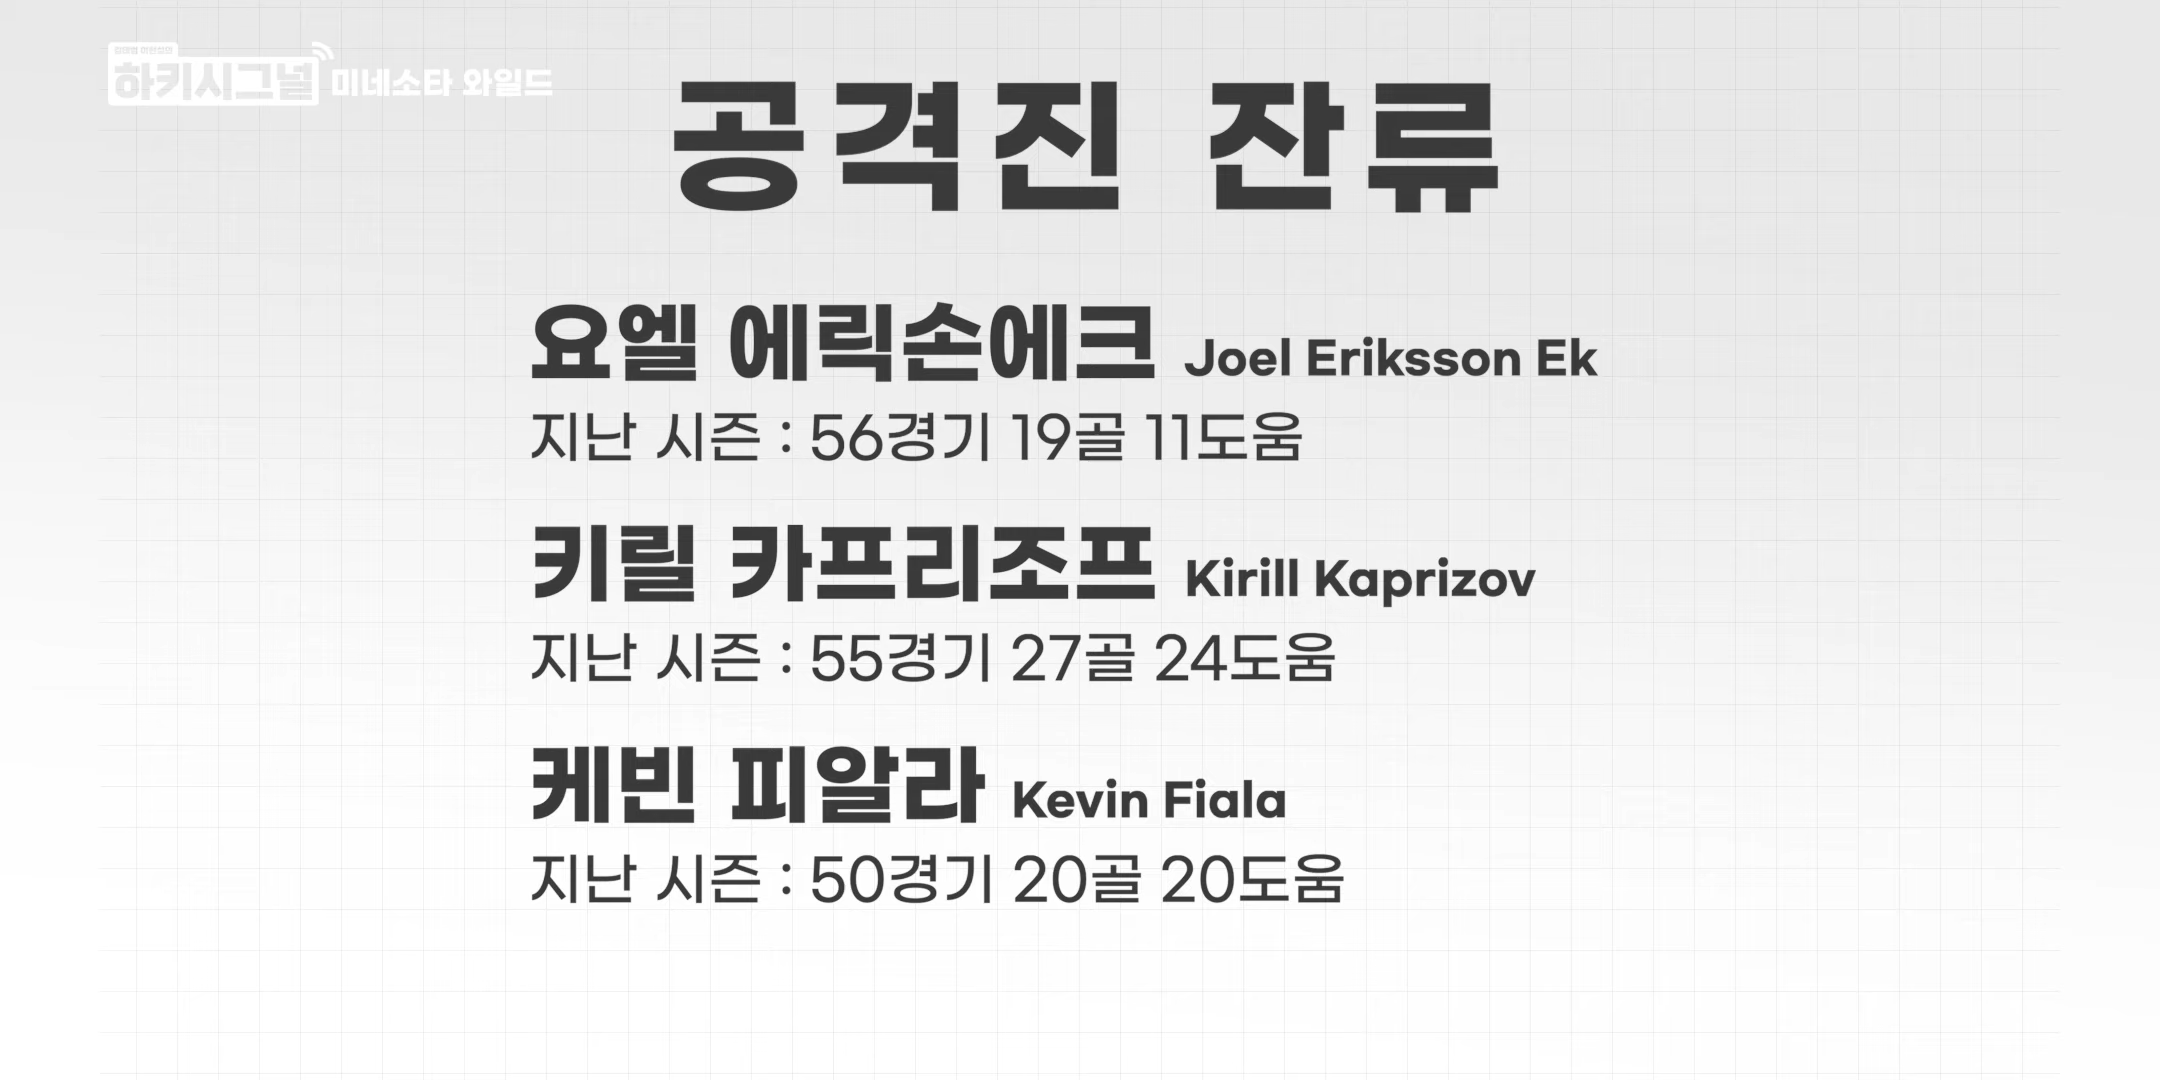 하키시그널 미네소타 와일드
공격진 잔류
요엘 에릭손에크 Joel Eriksson Ek
지난 시즌 : 56경기 19골 11도움
키릴 카프리조프 Kirill Kaprizov
지난 시즌 : 55경기 27골 24도움
케빈 피알라 Kevin Fiala
지난 시즌 : 50경기 20골 20도움